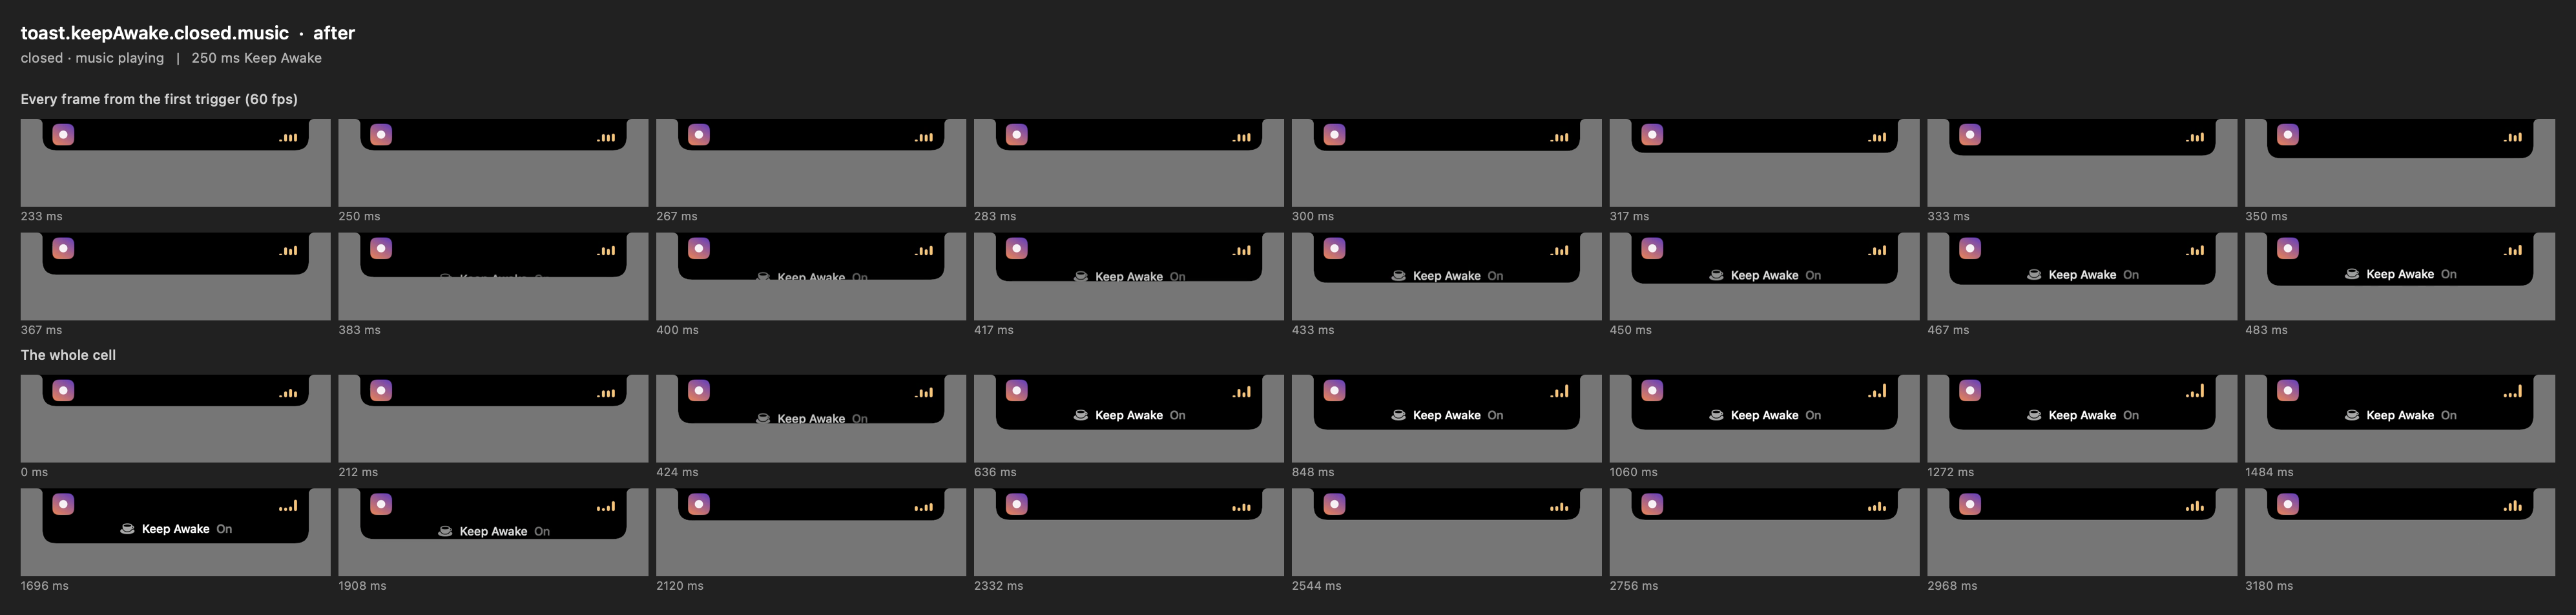 toast.keepAwake.closed.music · after
closed · music playing | 250 ms Keep Awake
Every frame from the first trigger (60 fps)
233 ms 250 ms 267 ms 283 ms 300 ms 317 ms 333 ms 350 ms
Keep Awake On Keep Awake On Keep Awake On Keep Awake On Keep Awake On Keep Awake On Keep Awake On
367 ms 383 ms 400 ms 417 ms 433 ms 450 ms 467 ms 483 ms
The whole cell
Keep Awake On Keep Awake On Keep Awake On Keep Awake On Keep Awake On Keep Awake On
0 ms 212 ms 424 ms 636 ms 848 ms 1060 ms 1272 ms 1484 ms
Keep Awake On Keep Awake On
1696 ms 1908 ms 2120 ms 2332 ms 2544 ms 2756 ms 2968 ms 3180 ms